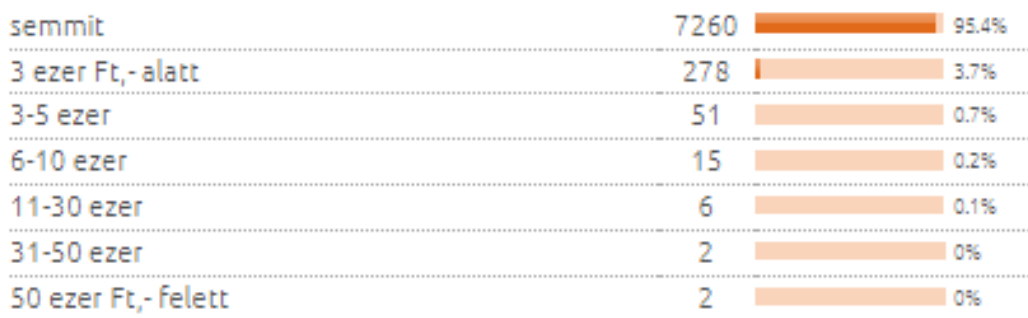 semmit 7260 95.4%
3 ezer Ft,- alatt 278 3.7%
3-5 ezer 51 0.7%
6-10 ezer 15 0.2%
11-30 ezer 6 0.1%
31-50 ezer 2 0%
50 ezer Ft,- felett 2 0%